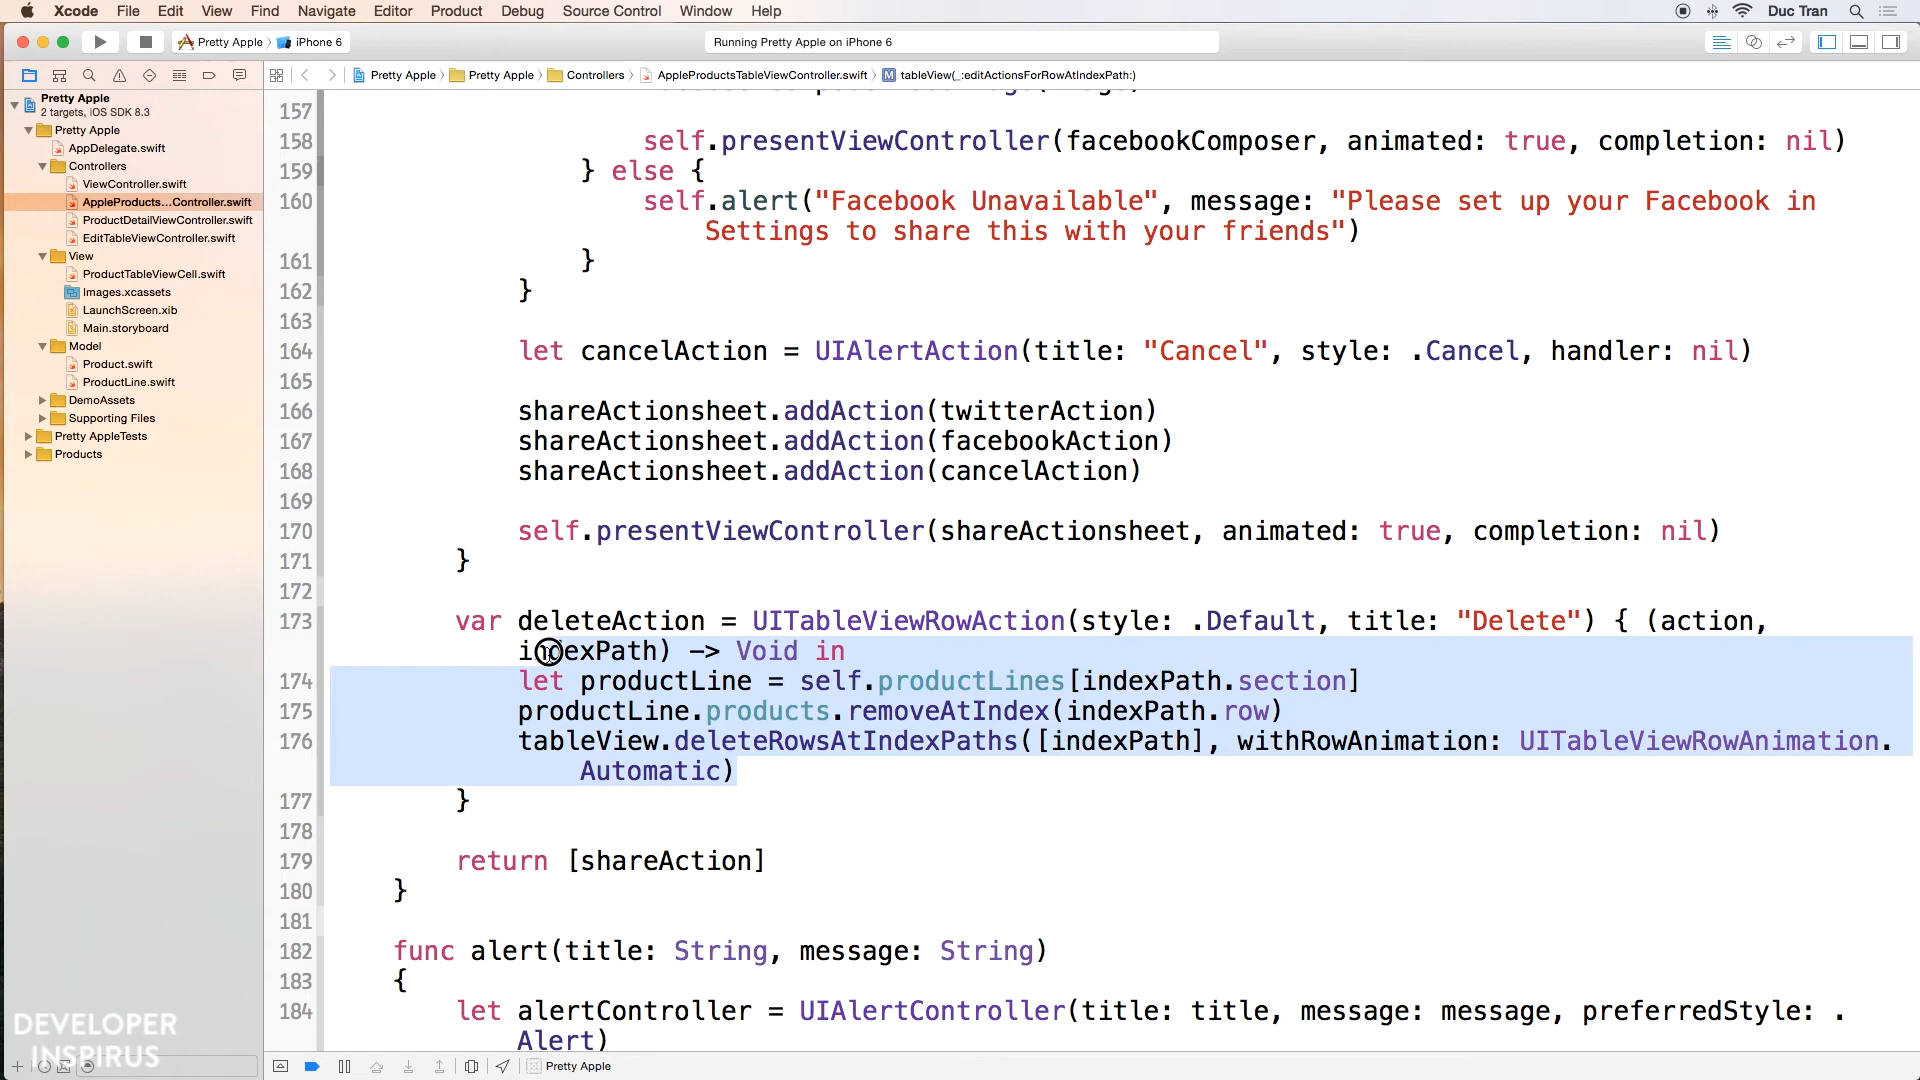 Xcode File Edit View Find Navigate Editor Product Debug Source Control Window Help Duc Tran
Pretty Apple iPhone 6 Running Pretty Apple on iPhone 6
Pretty Apple Pretty Apple Controllers AppleProductsTableViewController.swift M tableView(_:editActionsForRowAtIndexPath:)
Pretty Apple
2 targets, iOS SDK 8.3
Pretty Apple
AppDelegate.swift
Controllers
ViewController.swift
AppleProducts...Controller.swift
ProductDetailViewController.swift
EditTableViewController.swift
View
ProductTableViewCell.swift
Images.xcassets
LaunchScreen.xib
Main.storyboard
Model
Product.swift
ProductLine.swift
DemoAssets
Supporting Files
Pretty AppleTests
Products
157
158 self.presentViewController(facebookComposer, animated: true, completion: nil)
159 } else {
160 self.alert("Facebook Unavailable", message: "Please set up your Facebook in
Settings to share this with your friends")
161 }
162 }
163
164 let cancelAction = UIAlertAction(title: "Cancel", style: .Cancel, handler: nil)
165
166 shareActionsheet.addAction(twitterAction)
167 shareActionsheet.addAction(facebookAction)
168 shareActionsheet.addAction(cancelAction)
169
170 self.presentViewController(shareActionsheet, animated: true, completion: nil)
171 }
172
173 var deleteAction = UITableViewRowAction(style: .Default, title: "Delete") { (action,
indexPath) -> Void in
174 let productLine = self.productLines[indexPath.section]
175 productLine.products.removeAtIndex(indexPath.row)
176 tableView.deleteRowsAtIndexPaths([indexPath], withRowAnimation: UITableViewRowAnimation.
Automatic)
177 }
178
179 return [shareAction]
180 }
181
182 func alert(title: String, message: String)
183 {
184 let alertController = UIAlertController(title: title, message: message, preferredStyle: .
Alert)
DEVELOPER
INSPIRUS
Pretty Apple